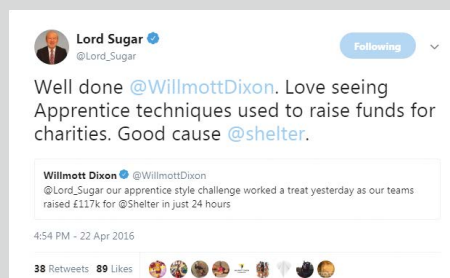 Lord Sugar
@Lord_Sugar
Following
Well done @WillmottDixon. Love seeing
Apprentice techniques used to raise funds for
charities. Good cause @shelter.
Willmott Dixon @WillmottDixon
@Lord_Sugar our apprentice style challenge worked a treat yesterday as our teams
raised £117k for @Shelter in just 24 hours
4:54 PM - 22 Apr 2016
38 Retweets 89 Likes